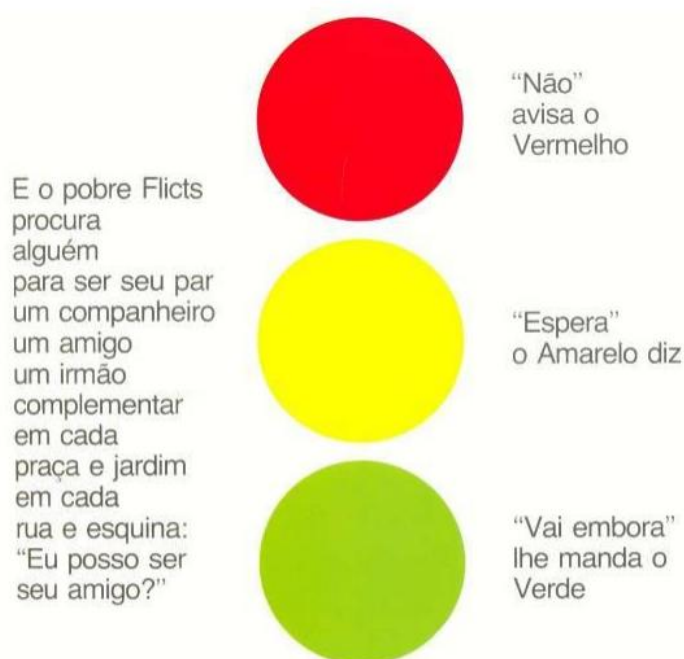 E o pobre Flicts
procura
alguém
para ser seu par
um companheiro
um amigo
um irmão
complementar
em cada
praça e jardim
em cada
rua e esquina:
“Eu posso ser
seu amigo?”
“Não”
avisa o
Vermelho
“Espera”
o Amarelo diz
“Vai embora”
lhe manda o
Verde